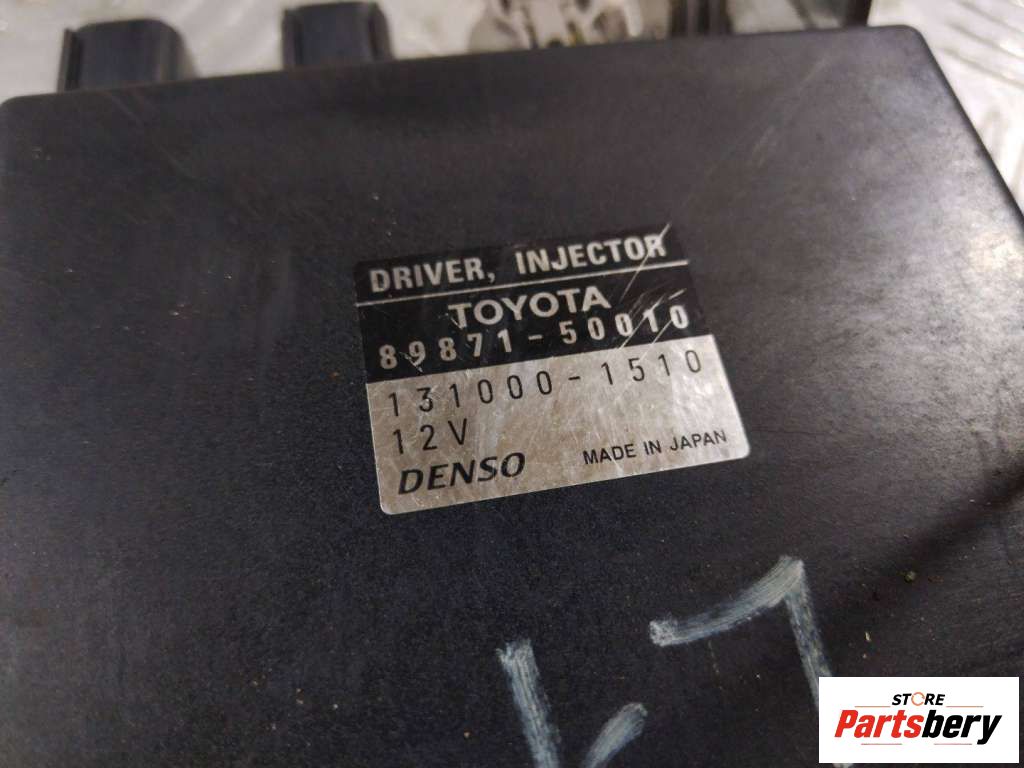 DRIVER, INJECTOR
TOYOTA
89871-50010
131000-1510
12V
DENSO MADE IN JAPAN
STORE
Partsbery